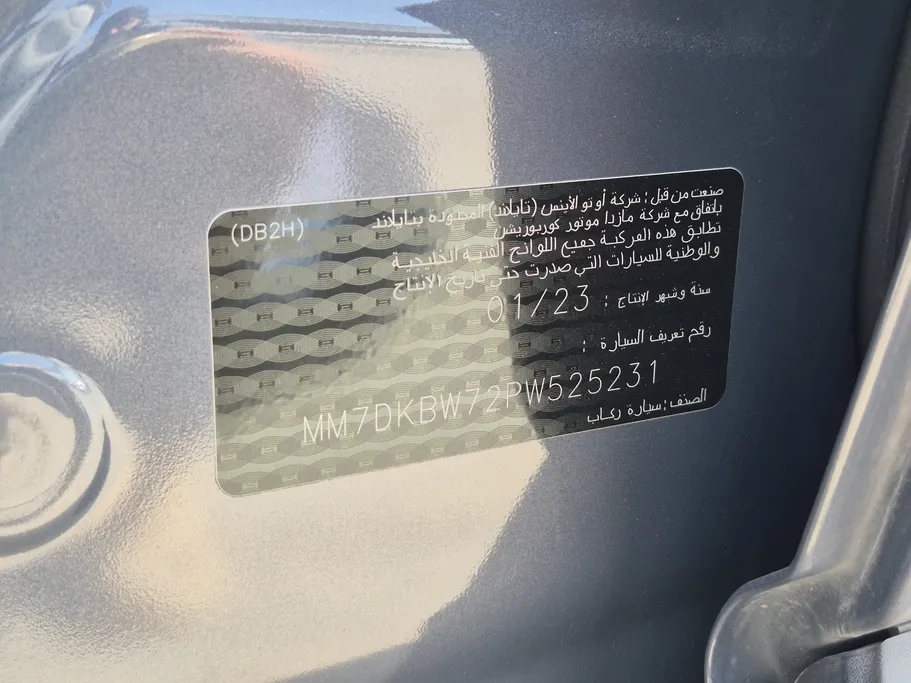 (DB2H)
صنعت من قبل: شركة أوتو الأينس (تايلاند) المحدودة بتايلاند
باتفاق مع شركة مازدا موتور كوربوريشن
تطابق هذه المركبة جميع اللوائح الفنية الخليجية
والوطنية للسيارات التي صدرت حتى تاريخ الإنتاج
سنة وشهر الإنتاج : 01/23
رقم تعريف السيارة :
MM7DKBW72PW525231
الصنف: سيارة ركاب